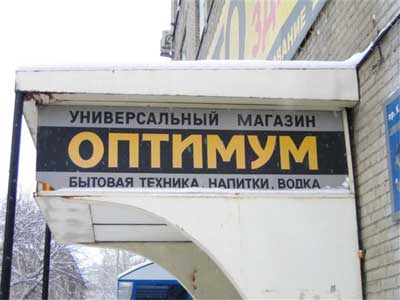 УНИВЕРСАЛЬНЫЙ МАГАЗИН
ОПТИМУМ
БЫТОВАЯ ТЕХНИКА, НАПИТКИ, ВОДКА